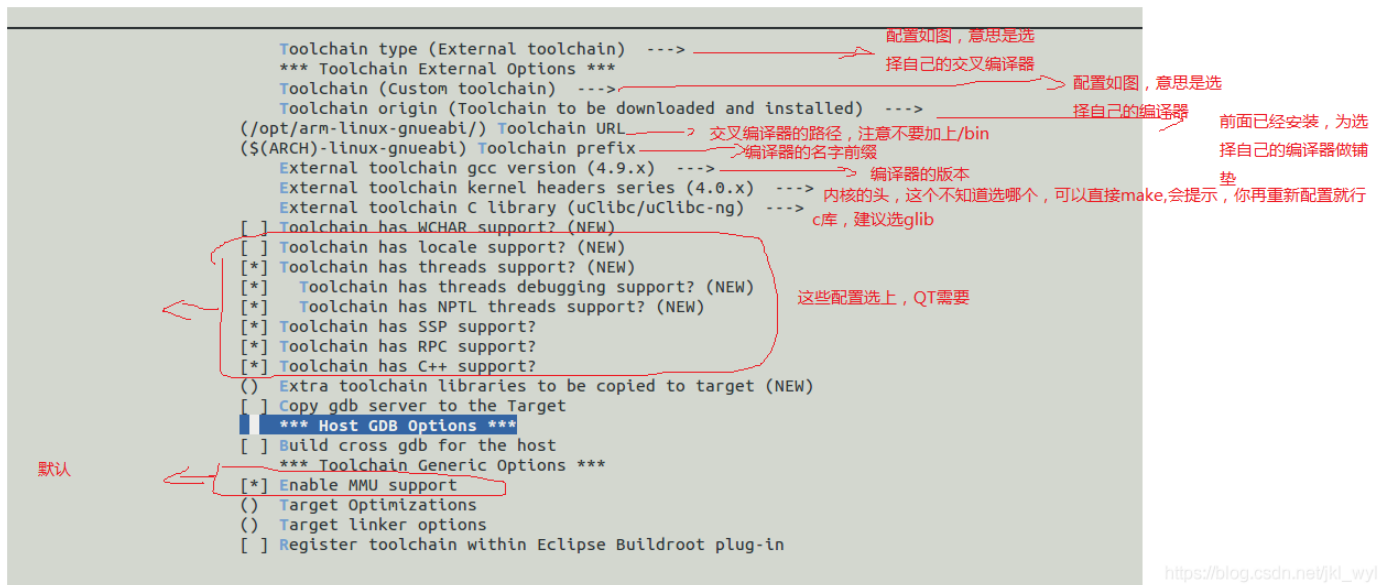 Toolchain type (External toolchain)  --->
配置如图，意思是选
择自己的交叉编译器
*** Toolchain External Options ***
Toolchain (Custom toolchain)  --->
配置如图，意思是选
择自己的编译器
Toolchain origin (Toolchain to be downloaded and installed)  --->
前面已经安装，为选
择自己的编译器做铺
垫
(/opt/arm-linux-gnueabi/) Toolchain URL
交叉编译器的路径，注意不要加上/bin
($(ARCH)-linux-gnueabi) Toolchain prefix
编译器的名字前缀
External toolchain gcc version (4.9.x)  --->
编译器的版本
External toolchain kernel headers series (4.0.x)  --->
内核的头，这个不知道选哪个，可以直接make,会提示，你再重新配置就行
External toolchain C library (uClibc/uClibc-ng)  --->
c库，建议选glib
[ ] Toolchain has WCHAR support? (NEW)
[ ] Toolchain has locale support? (NEW)
[*] Toolchain has threads support? (NEW)
[*]   Toolchain has threads debugging support? (NEW)
这些配置选上，QT需要
[*]   Toolchain has NPTL threads support? (NEW)
[*] Toolchain has SSP support?
[*] Toolchain has RPC support?
[*] Toolchain has C++ support?
()  Extra toolchain libraries to be copied to target (NEW)
[ ] Copy gdb server to the Target
*** Host GDB Options ***
[ ] Build cross gdb for the host
*** Toolchain Generic Options ***
默认
[*] Enable MMU support
()  Target Optimizations
()  Target linker options
[ ] Register toolchain within Eclipse Buildroot plug-in
https://blog.csdn.net/jkl_wyl